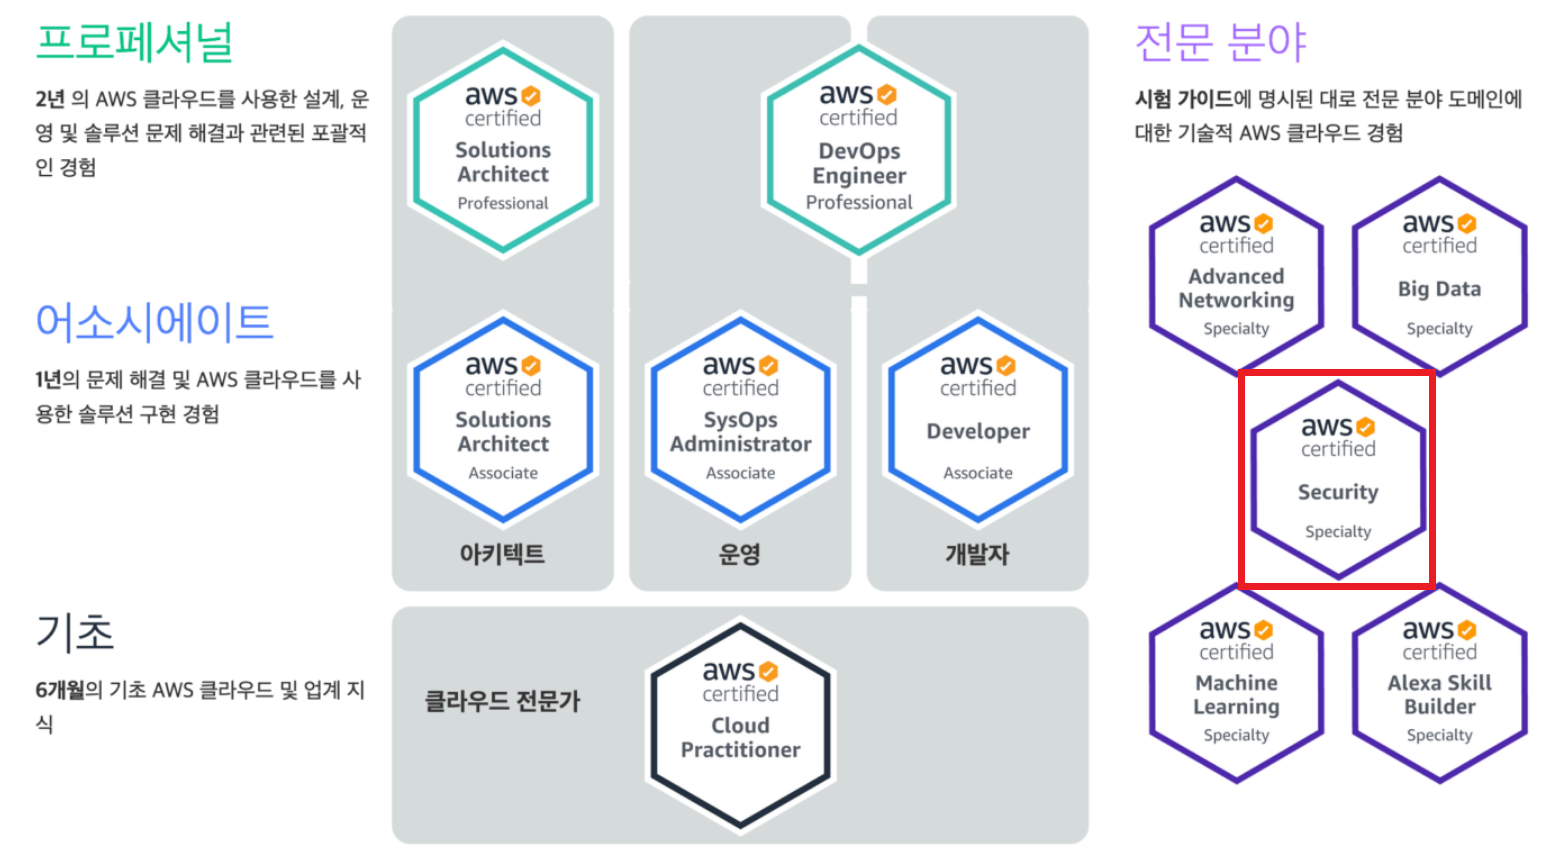 프로페셔널
2년 의 AWS 클라우드를 사용한 설계, 운
영 및 솔루션 문제 해결과 관련된 포괄적
인 경험
aws
certified
Solutions
Architect
Professional
aws
certified
DevOps
Engineer
Professional
어소시에이트
1년의 문제 해결 및 AWS 클라우드를 사
용한 솔루션 구현 경험
aws
certified
Solutions
Architect
Associate
아키텍트
aws
certified
SysOps
Administrator
Associate
운영
aws
certified
Developer
Associate
개발자
기초
6개월의 기초 AWS 클라우드 및 업계 지
식
클라우드 전문가
aws
certified
Cloud
Practitioner
전문 분야
시험 가이드에 명시된 대로 전문 분야 도메인에
대한 기술적 AWS 클라우드 경험
aws
certified
Advanced
Networking
Specialty
aws
certified
Big Data
Specialty
aws
certified
Security
Specialty
aws
certified
Machine
Learning
Specialty
aws
certified
Alexa Skill
Builder
Specialty